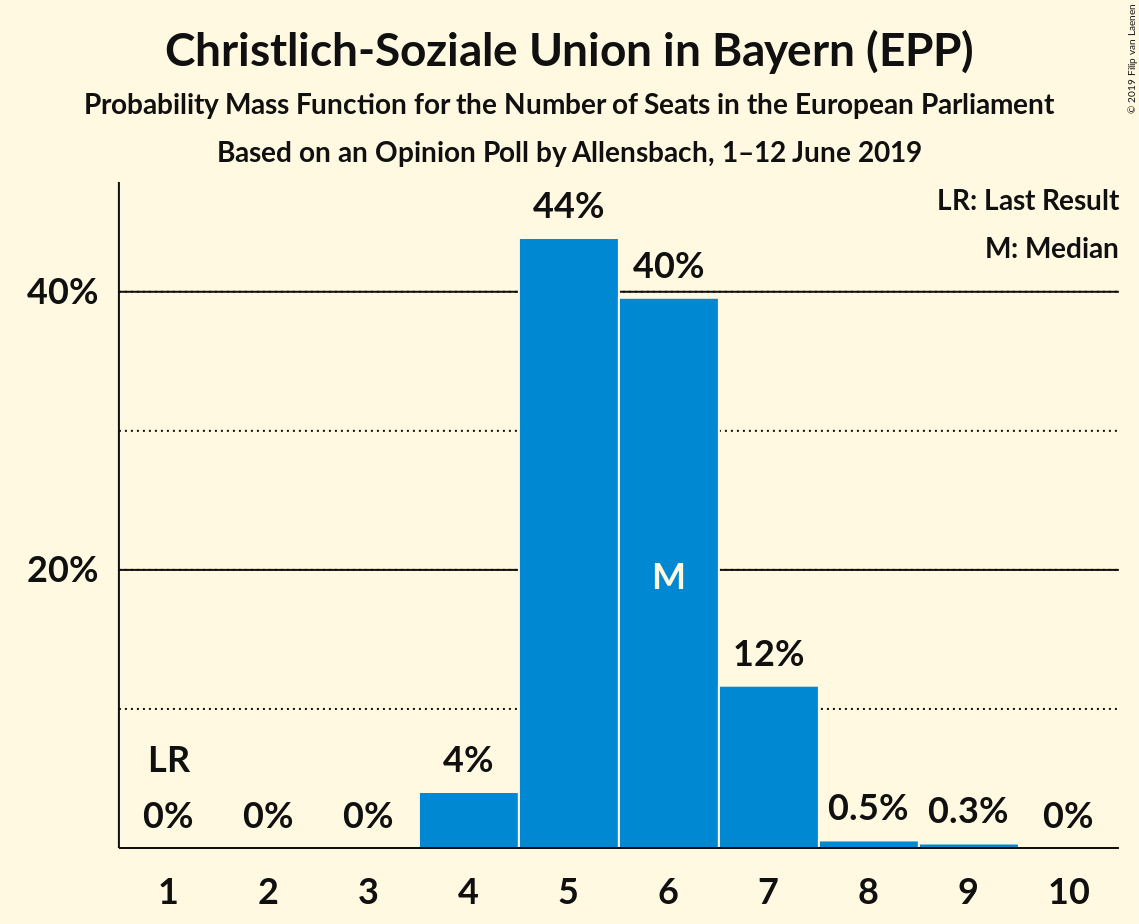 Christlich-Soziale Union in Bayern (EPP)
Probability Mass Function for the Number of Seats in the European Parliament
Based on an Opinion Poll by Allensbach, 1–12 June 2019
© 2019 Filip van Laenen
LR: Last Result
M: Median
44%
40%
40%
20%
M
12%
LR
4%
0% 0% 0% 0.5% 0.3% 0%
1 2 3 4 5 6 7 8 9 10